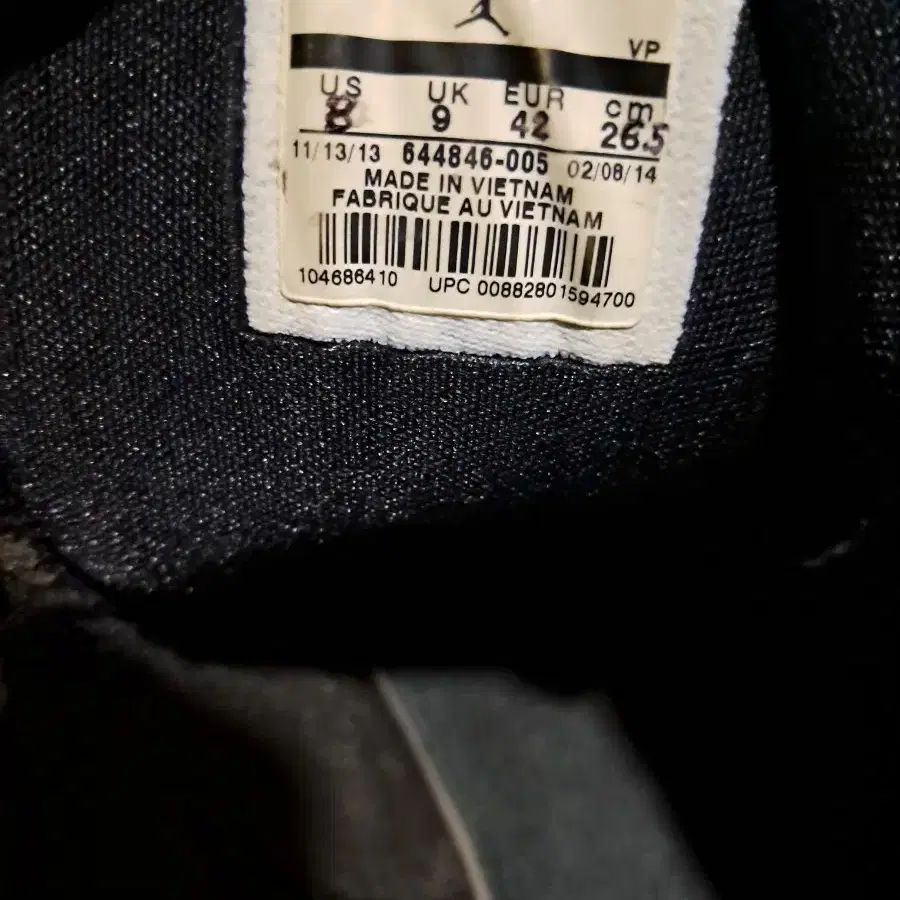 VP
US UK EUR cm
8 9 42 26.5
11/13/13 644846-005 02/08/14
MADE IN VIETNAM
FABRIQUE AU VIETNAM
104686410 UPC 00882801594700